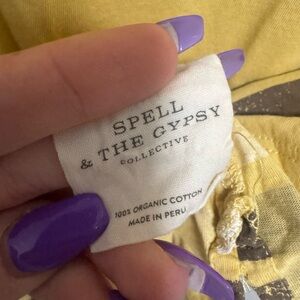 SPELL
& THE GYPSY
COLLECTIVE
100% ORGANIC COTTON
MADE IN PERU